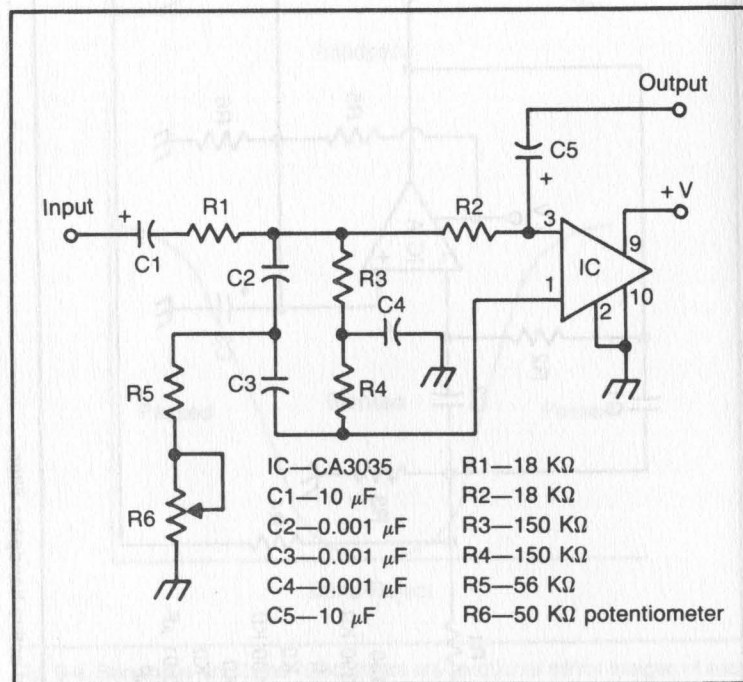 Output
C5
+
+ V
Input
+
R1
R2
3
C1
9
C2
R3
IC
1
10
C4
2
R5
C3
R4
R6
IC—CA3035
C1—10 μF
C2—0.001 μF
C3—0.001 μF
C4—0.001 μF
C5—10 μF
R1—18 KΩ
R2—18 KΩ
R3—150 KΩ
R4—150 KΩ
R5—56 KΩ
R6—50 KΩ potentiometer